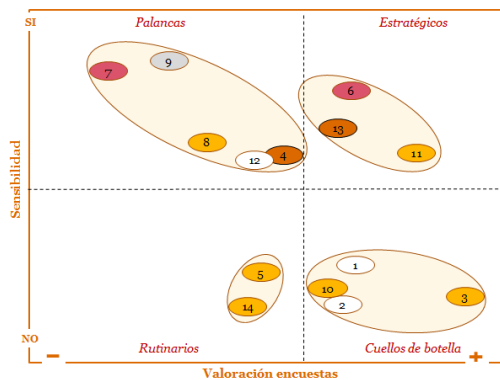 SI
Palancas
Estratégicos
9
7
6
13
8
11
12
4
Sensibilidad
1
5
10
3
2
14
NO
Rutinarios
Cuellos de botella
−
+
Valoración encuestas